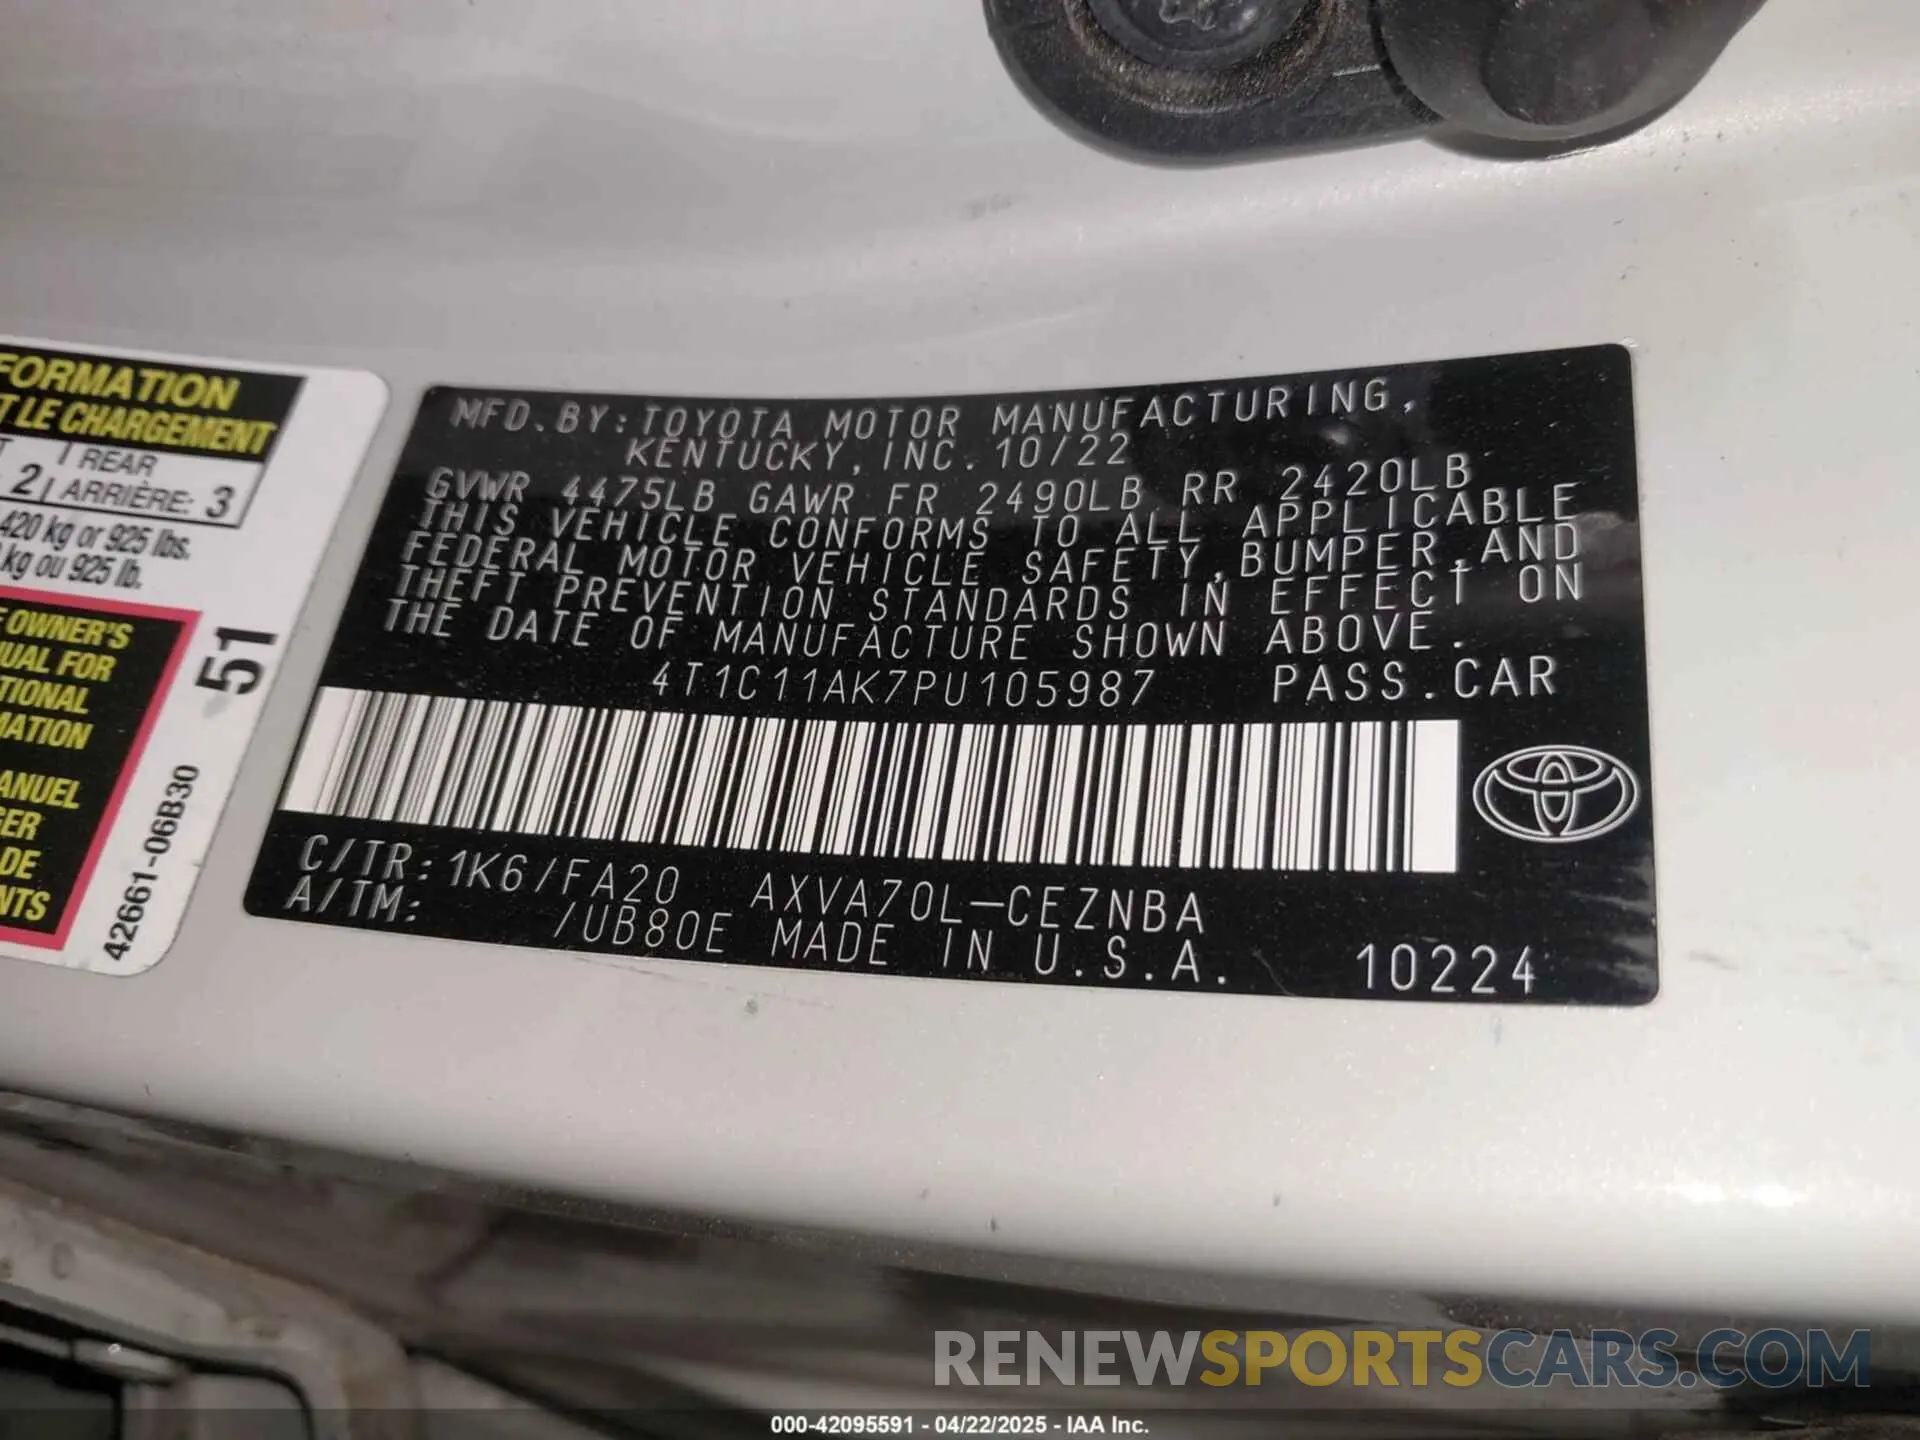 FORMATION
T LE CHARGEMENT
REAR
2 ARRIÈRE: 3
420 kg or 925 lbs.
kg ou 925 lb.
OWNER'S
UAL FOR
TIONAL
MATION
ANUEL
GER
DE
NTS
51
42661-06B30
MFD. BY: TOYOTA MOTOR MANUFACTURING,
KENTUCKY, INC. 10/22
GVWR 4475LB GAWR FR 2490LB RR 2420LB
THIS VEHICLE CONFORMS TO ALL APPLICABLE
FEDERAL MOTOR VEHICLE SAFETY, BUMPER, AND
THEFT PREVENTION STANDARDS IN EFFECT ON
THE DATE OF MANUFACTURE SHOWN ABOVE.
4T1C11AK7PU105987 PASS. CAR
C/TR: 1K6/FA20 AXVA70L-CEZNBA
A/TM: /UB80E MADE IN U.S.A. 10224
RENEWSPORTSCARS.COM
000-42095591 - 04/22/2025 - IAA Inc.